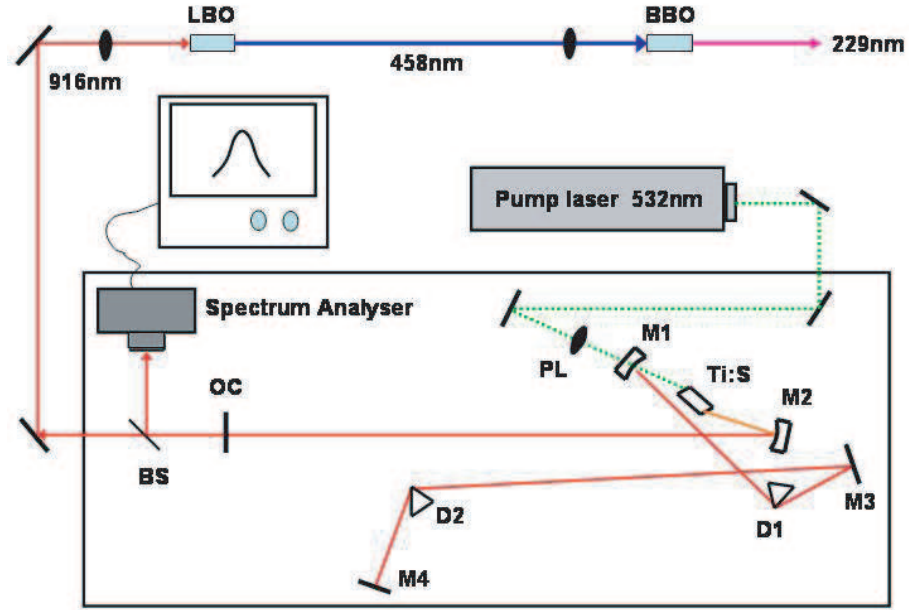 LBO
BBO
916nm
458nm
229nm
Pump laser 532nm
Spectrum Analyser
M1
PL
Ti:S
M2
OC
BS
M3
D1
D2
M4